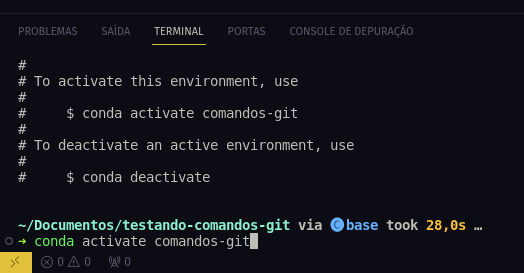 PROBLEMAS SAÍDA TERMINAL PORTAS CONSOLE DE DEPURAÇÃO
#
# To activate this environment, use
#
#     $ conda activate comandos-git
#
# To deactivate an active environment, use
#
#     $ conda deactivate
~/Documentos/testando-comandos-git via C base took 28,0s …
➜ conda activate comandos-git
0 0 0